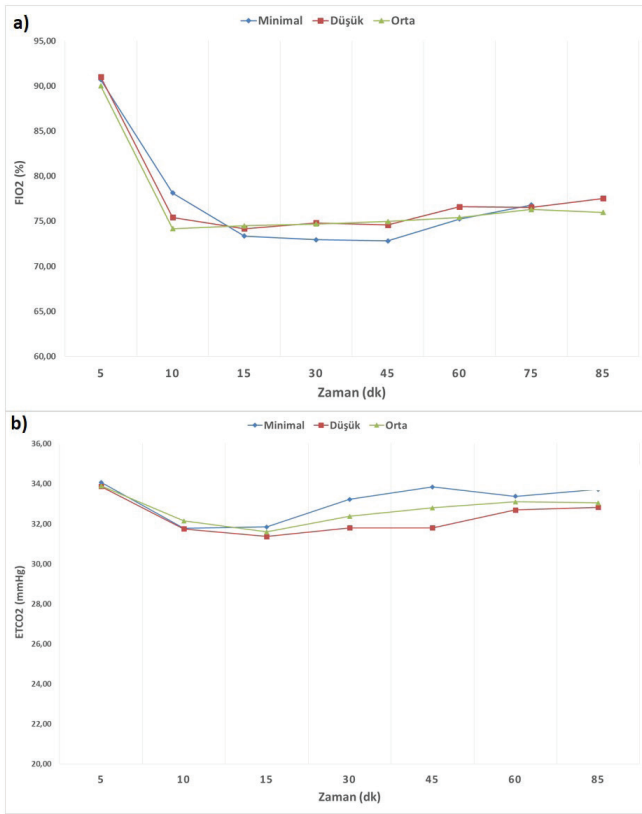 a)
Minimal Düşük Orta
95,00
90,00
85,00
80,00
75,00
70,00
65,00
60,00
FIO2 (%)
5 10 15 30 45 60 75 85
Zaman (dk)
b)
Minimal Düşük Orta
36,00
34,00
32,00
30,00
28,00
26,00
24,00
22,00
20,00
ETCO2 (mmHg)
5 10 15 30 45 60 85
Zaman (dk)